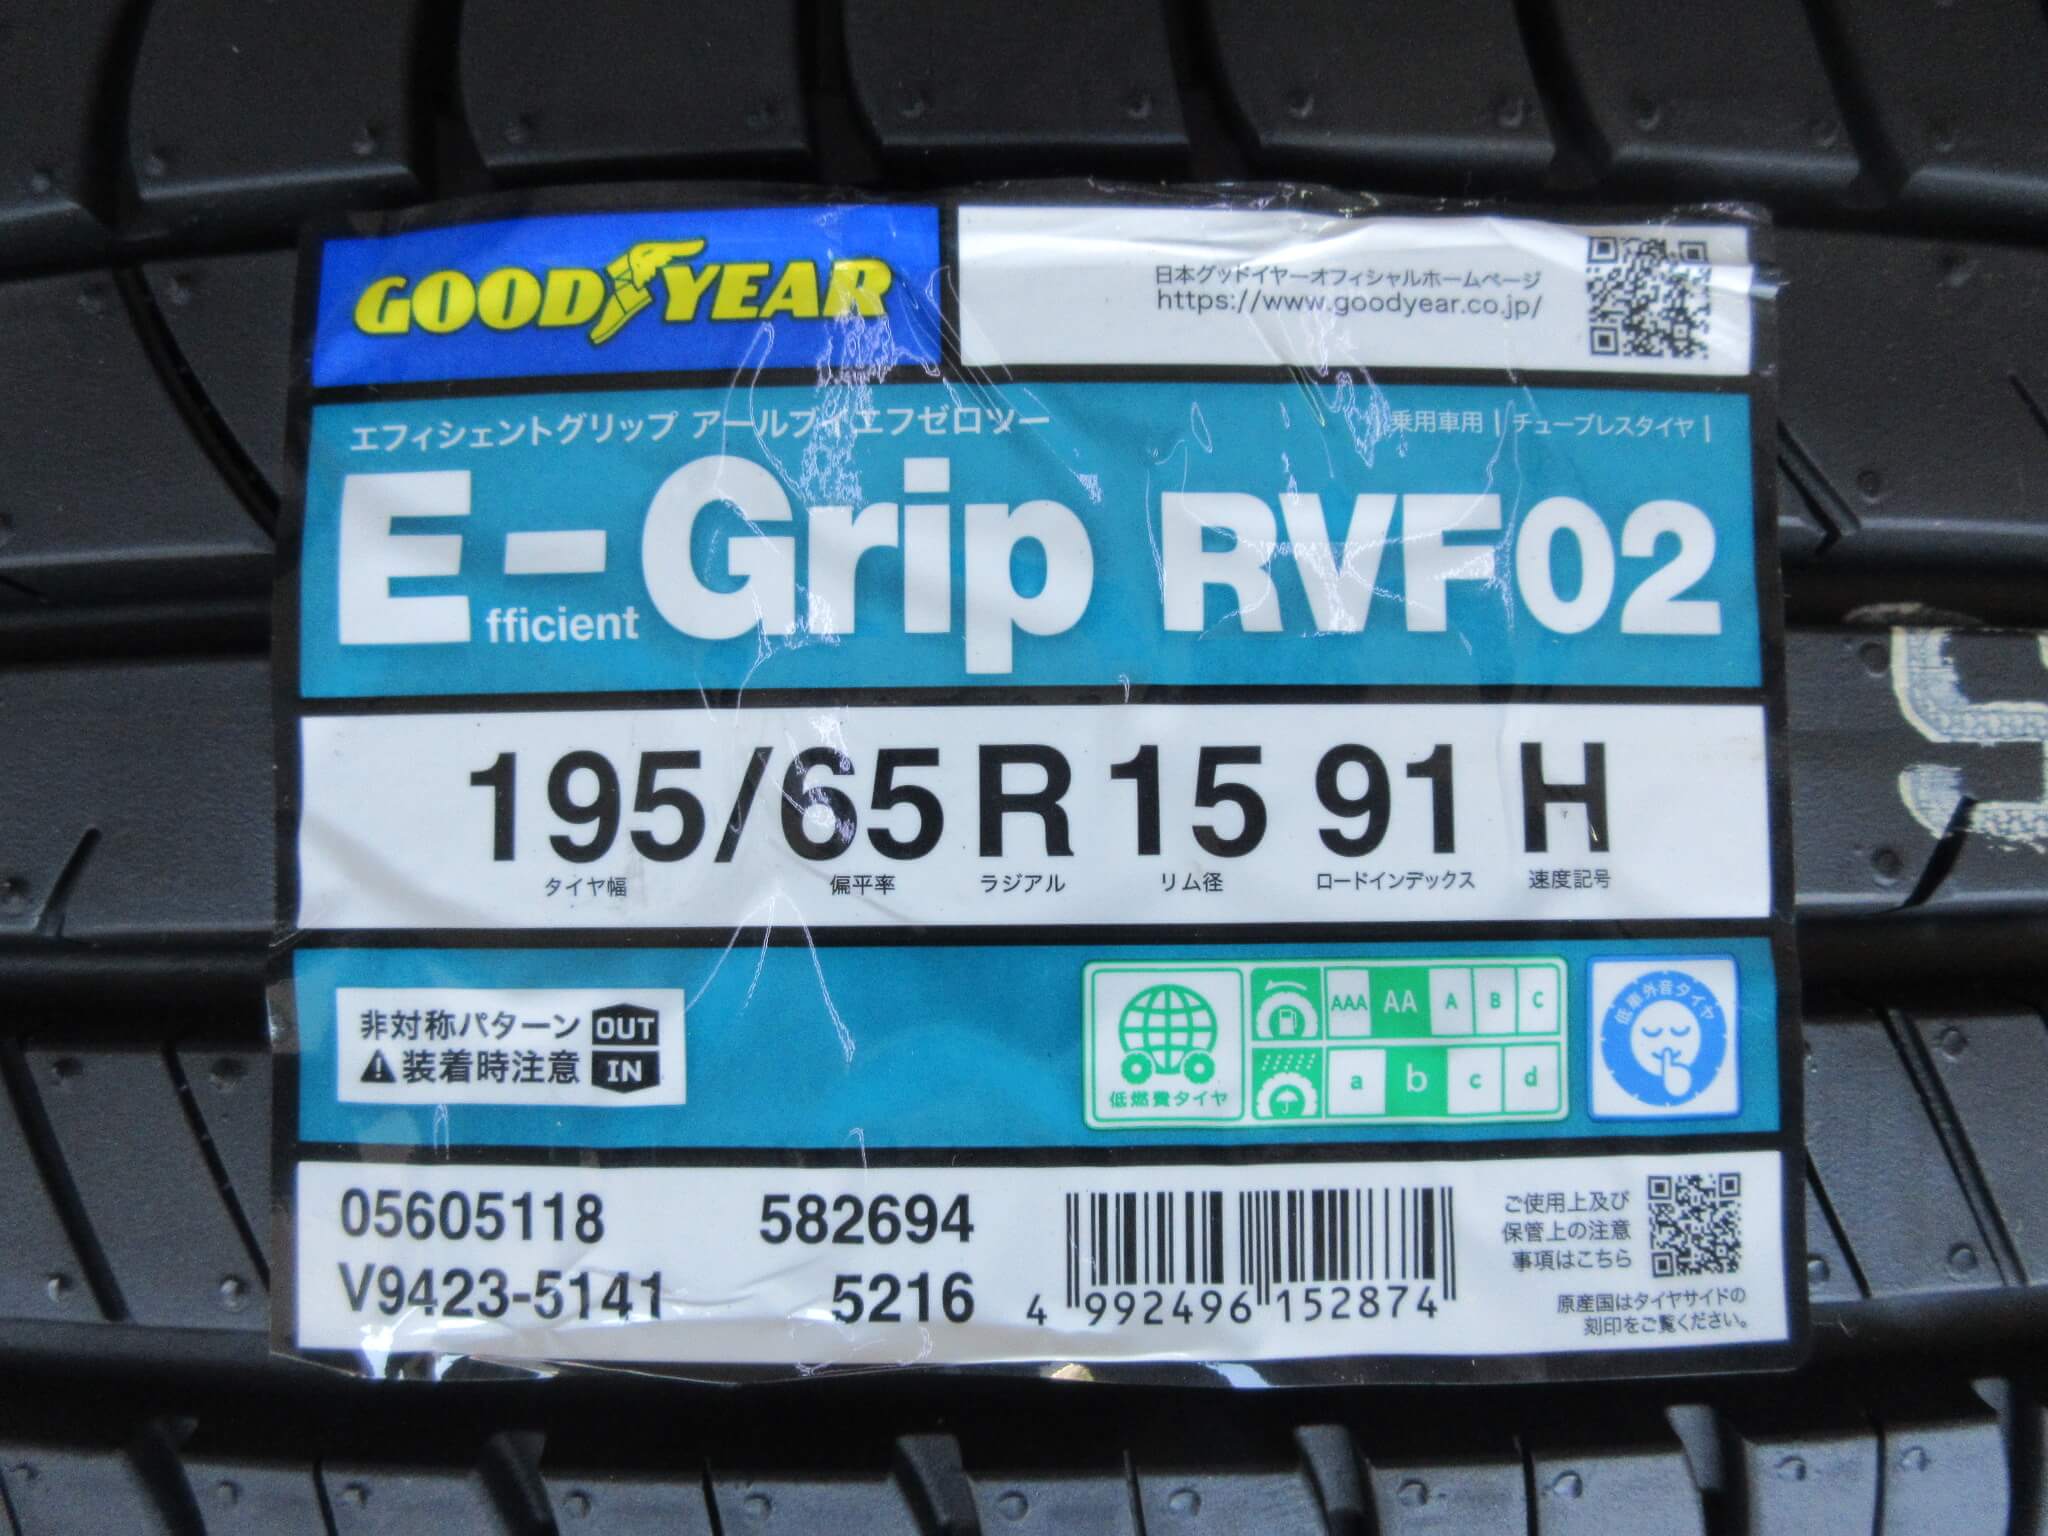 GOODYEAR
日本グッドイヤーオフィシャルホームページ
https://www.goodyear.co.jp/
エフィシェントグリップ アールブイエフゼロツー
乗用車用 | チューブレスタイヤ |
E-Grip RVF02
fficient
195/65 R 15 91 H
タイヤ幅 偏平率 ラジアル リム径 ロードインデックス 速度記号
非対称パターン OUT
装着時注意 IN
低燃費タイヤ
AAA AA A B C
a b c d
低車外音タイヤ
05605118 582694
V9423-5141 5216
4 992496 152874
ご使用上及び
保管上の注意
事項はこちら
原産国はタイヤサイドの
刻印をご覧ください。